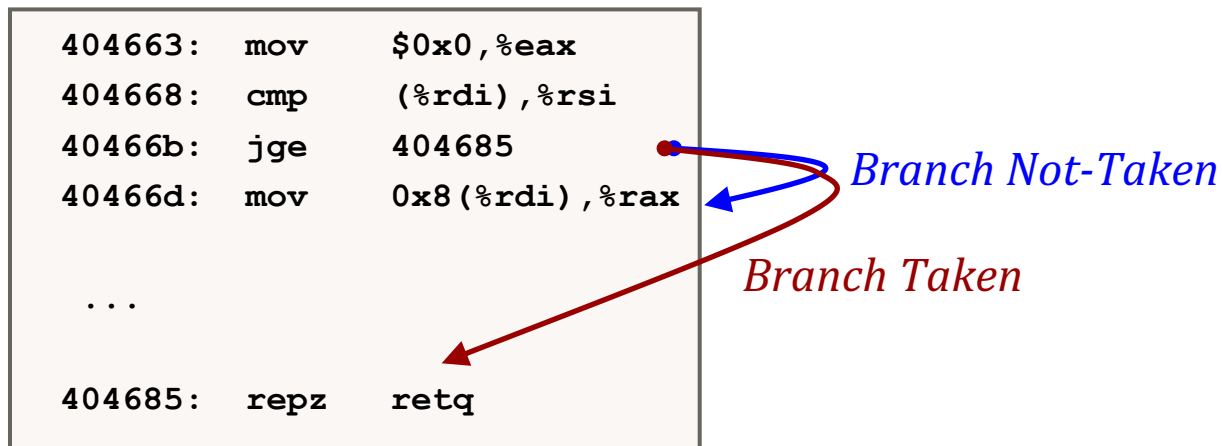 404663: mov $0x0,%eax
404668: cmp (%rdi),%rsi
40466b: jge 404685
40466d: mov 0x8(%rdi),%rax
Branch Not-Taken
Branch Taken
...
404685: repz retq